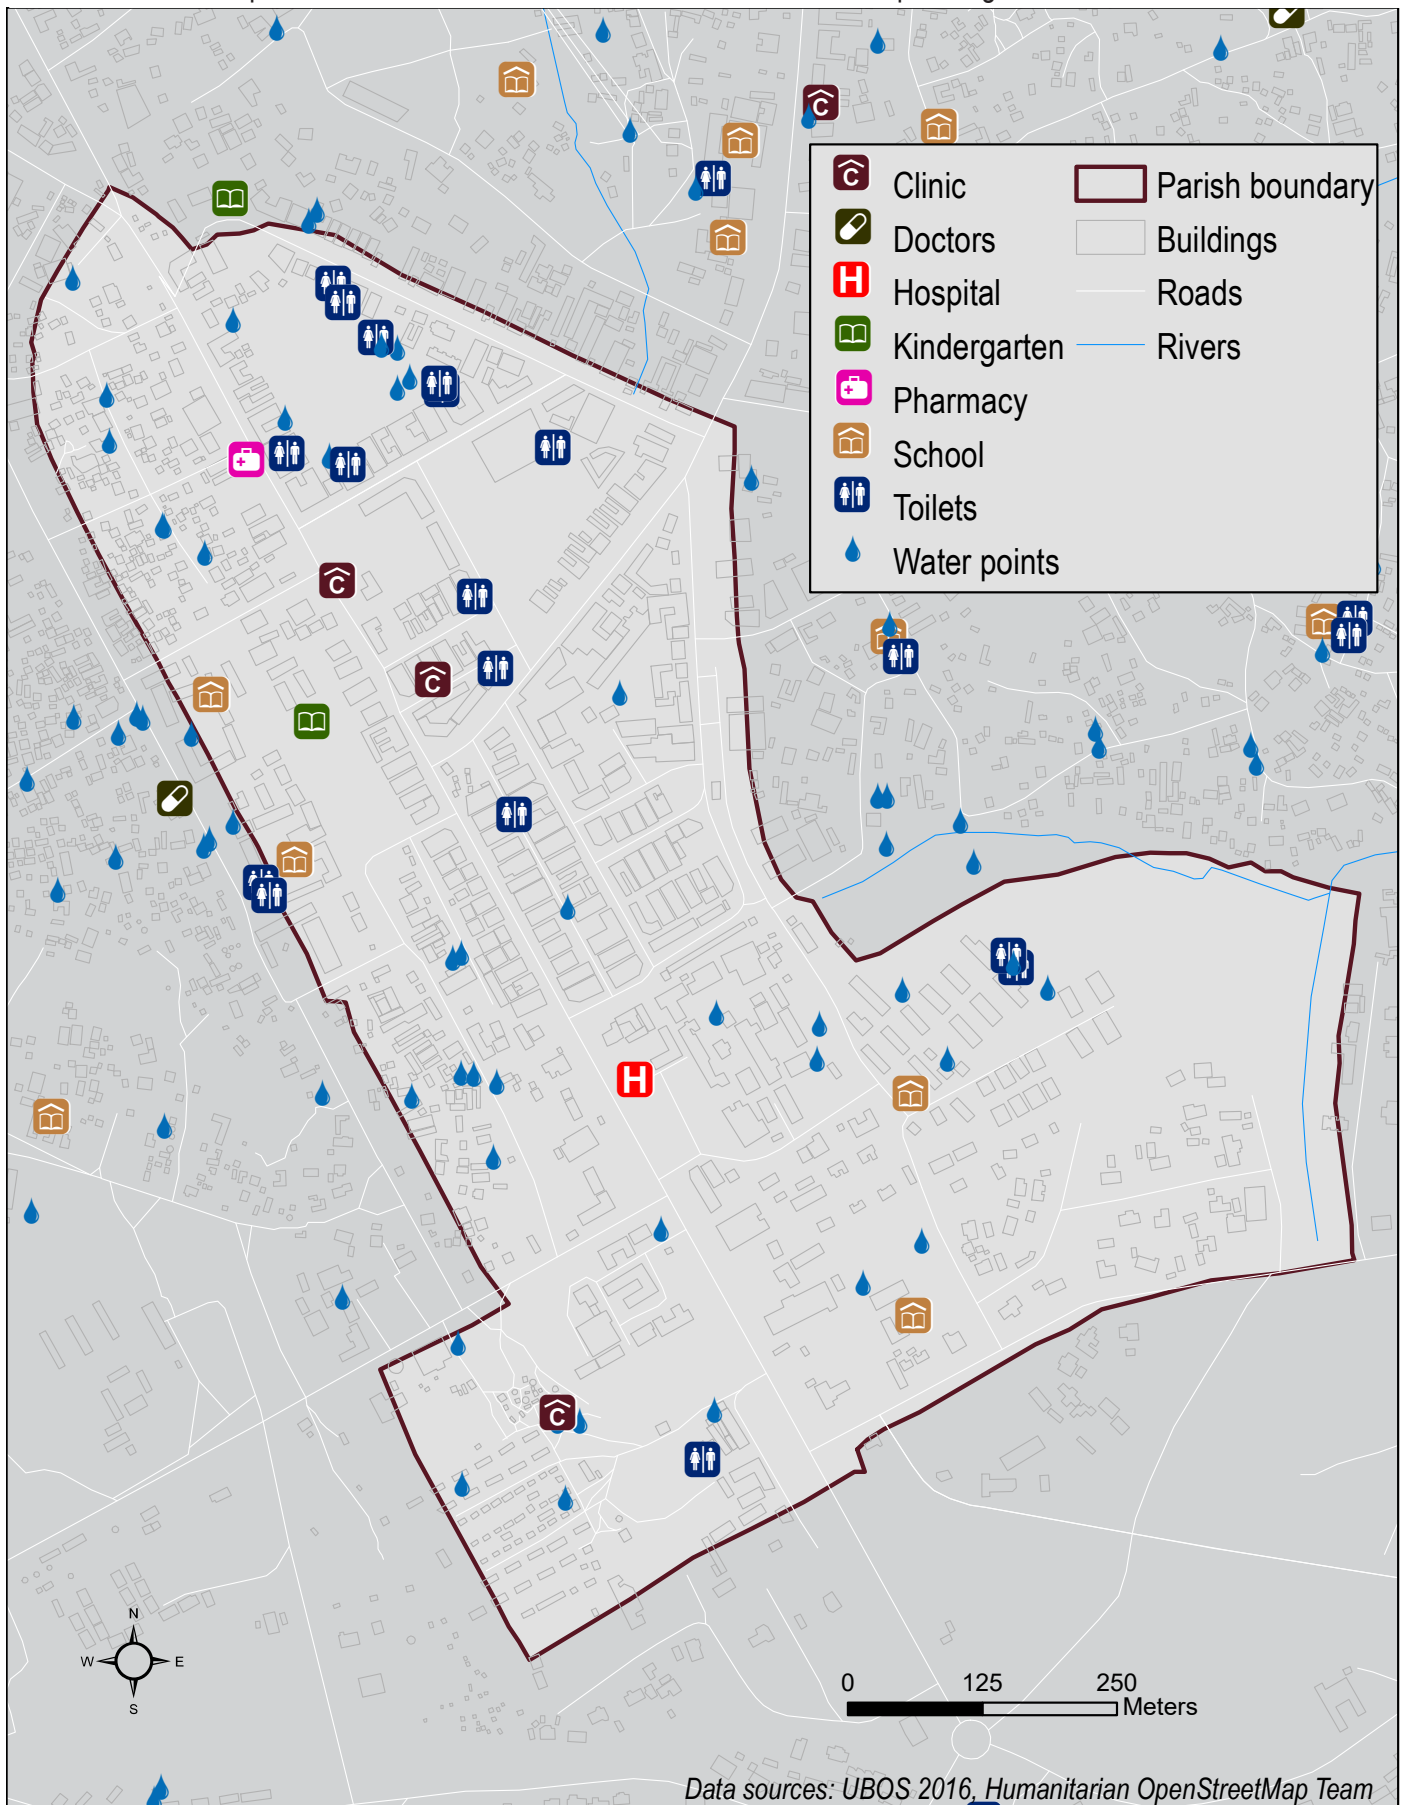 Clinic
Doctors
Hospital
Kindergarten
Pharmacy
School
Toilets
Water points
Parish boundary
Buildings
Roads
Rivers
N
W E
S
0 125 250
Meters
Data sources: UBOS 2016, Humanitarian OpenStreetMap Team